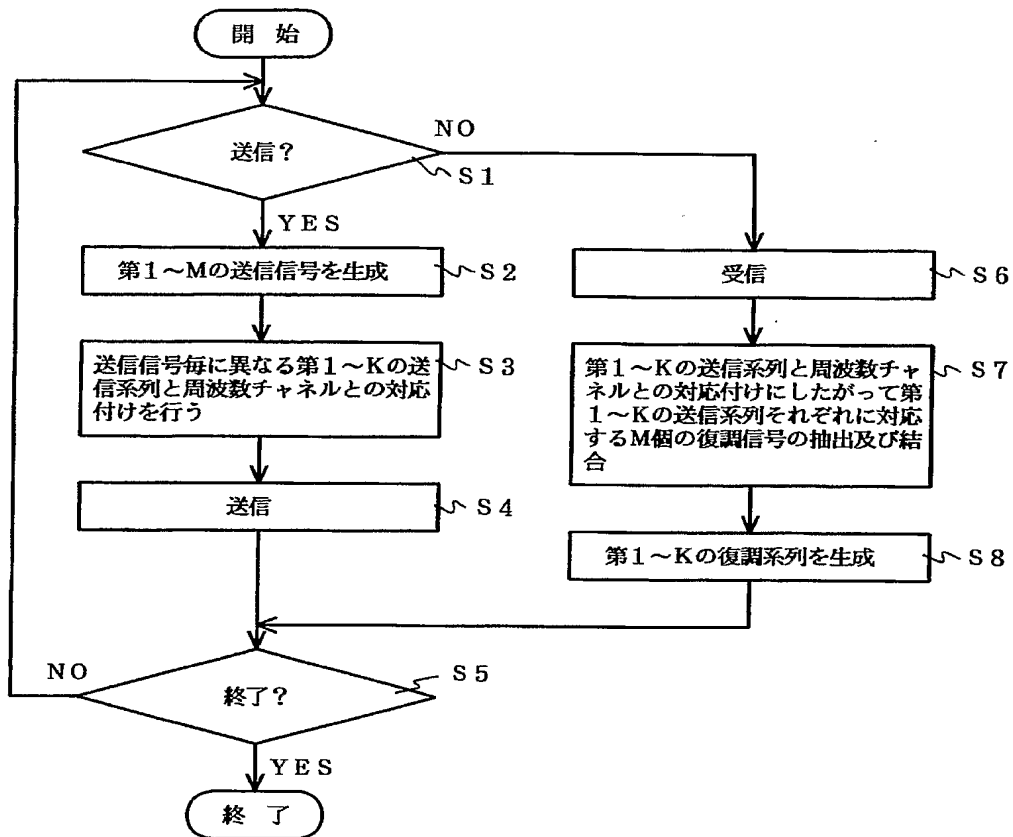 開 始
送信?
NO
S1
YES
第1~Mの送信信号を生成
S2
送信信号毎に異なる第1~Kの送
信系列と周波数チャネルとの対応
付けを行う
S3
送信
S4
受信
S6
第1~Kの送信系列と周波数チャ
ネルとの対応付けにしたがって第
1~Kの送信系列それぞれに対応
するM個の復調信号の抽出及び結
合
S7
第1~Kの復調系列を生成
S8
NO
終了?
S5
YES
終 了